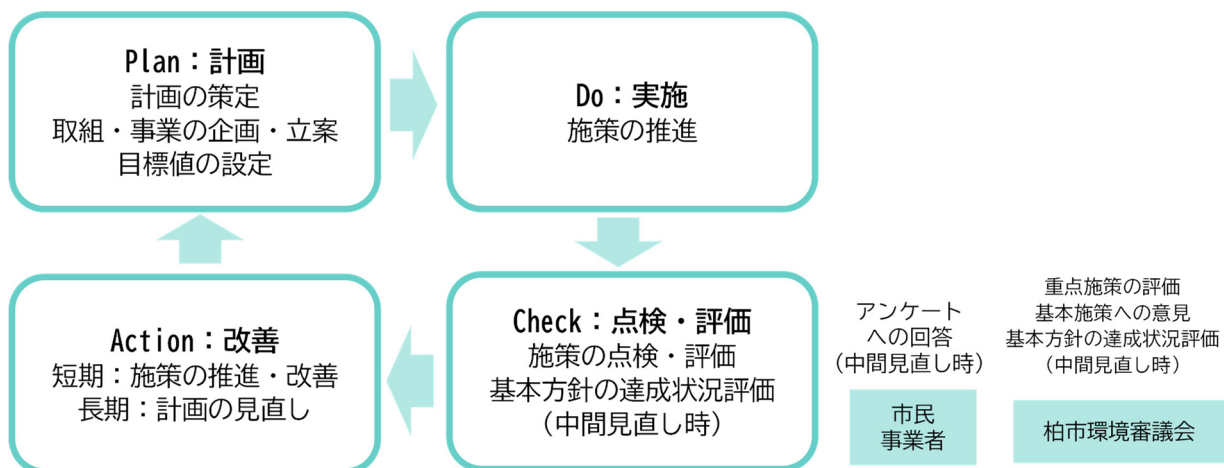 Plan：計画
計画の策定
取組・事業の企画・立案
目標値の設定
Do：実施
施策の推進
Check：点検・評価
施策の点検・評価
基本方針の達成状況評価
（中間見直し時）
Action：改善
短期：施策の推進・改善
長期：計画の見直し
アンケート
への回答
（中間見直し時）
市民
事業者
重点施策の評価
基本施策への意見
基本方針の達成状況評価
（中間見直し時）
柏市環境審議会